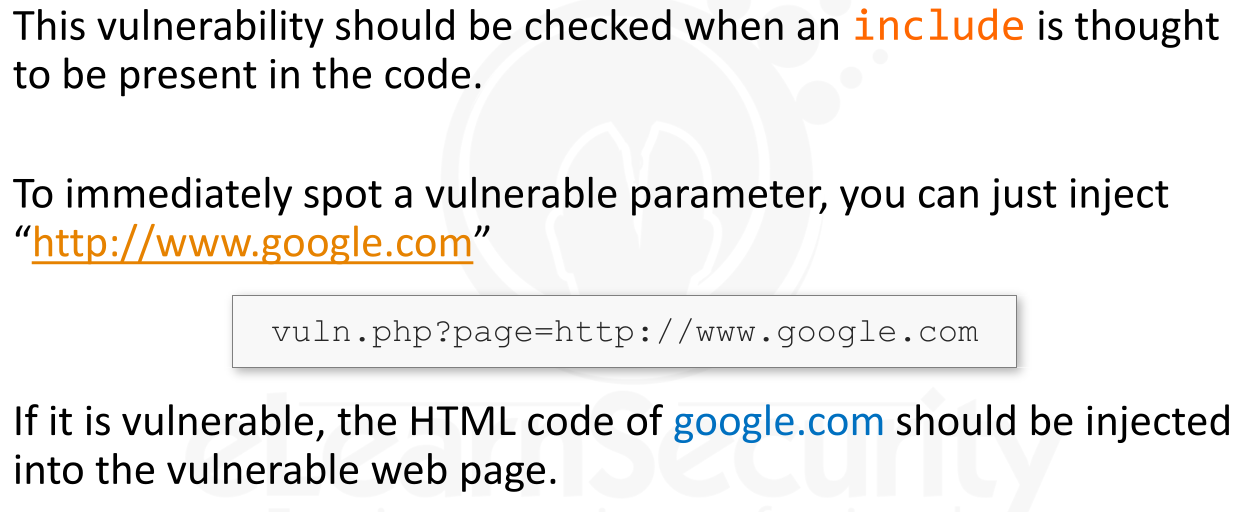 This vulnerability should be checked when an include is thought
to be present in the code.
To immediately spot a vulnerable parameter, you can just inject
“http://www.google.com”
vuln.php?page=http://www.google.com
If it is vulnerable, the HTML code of google.com should be injected
into the vulnerable web page.
eLearnSecurity